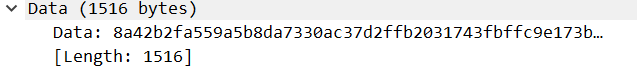 Data (1516 bytes)
Data: 8a42b2fa559a5b8da7330ac37d2ffb2031743fbffc9e173b…
[Length: 1516]